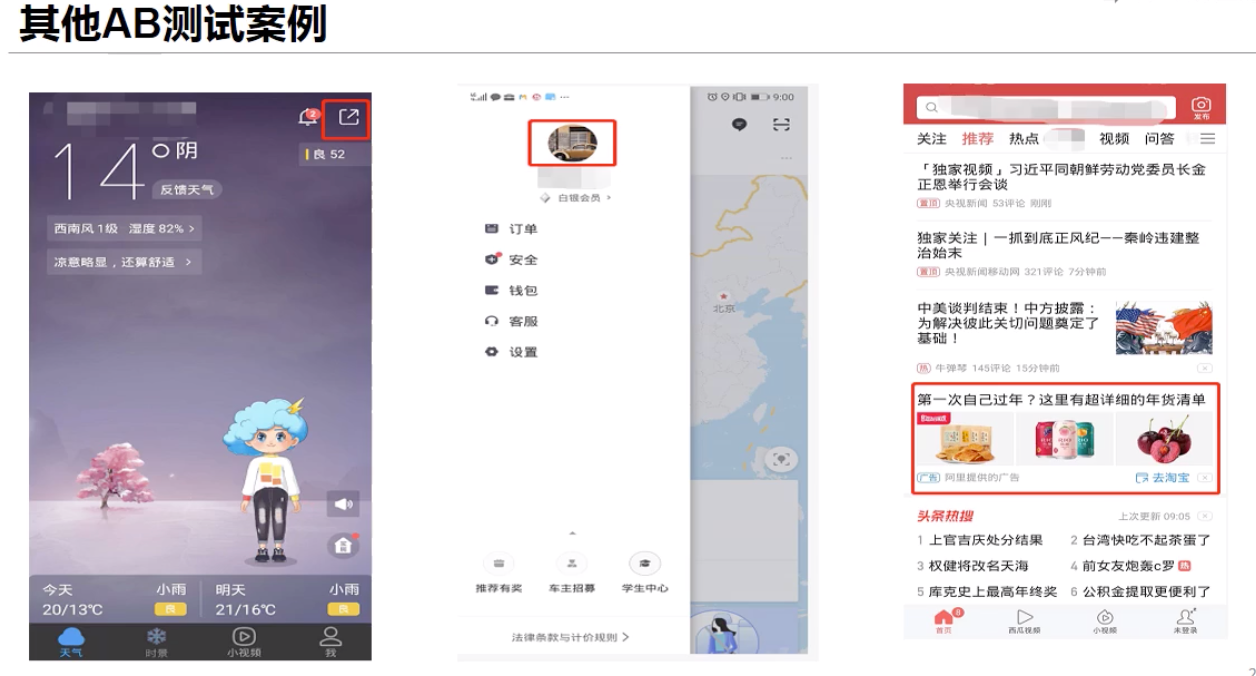 其他AB测试案例
2
14°阴
良 52
反馈天气
西南风 1级 湿度 82% >
凉意略显，还算舒适 >
今天 小雨
20/13℃ 良
明天 小雨
21/16℃ 良
天气 时景 小视频 我
9:00
白银会员 >
订单
安全
钱包
客服
设置
北京
推荐有奖 车主招募 学生中心
法律条款与计价规则 >
发布
关注 推荐 热点 视频 问答
「独家视频」习近平同朝鲜劳动党委员长金
正恩举行会谈
置顶 央视新闻 53评论 刚刚
独家关注｜一抓到底正风纪——秦岭违建整
治始末
置顶 央视新闻移动网 321评论 7分钟前
中美谈判结束！中方披露：
为解决彼此关切问题奠定了
基础！
热 牛弹琴 145评论 15分钟前
第一次自己过年？这里有超详细的年货清单
广告 阿里提供的广告 去淘宝
头条热搜 上次更新 09:05
1 上官吉庆处分结果 2 台湾快吃不起茶蛋了
3 权健将改名天海 4 前女友炮轰c罗 热
5 库克史上最高年终奖 6 公积金提取更便利了
8
首页 西瓜视频 小视频 未登录
2